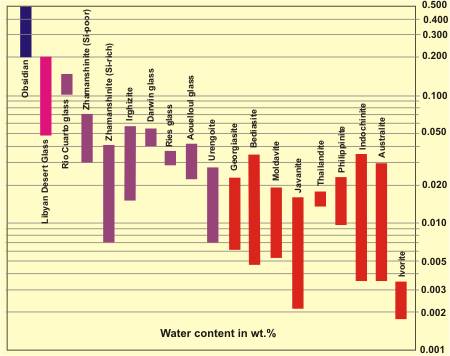 0.500
0.400
0.300
0.200
0.100
0.050
0.020
0.010
0.005
0.003
0.002
0.001
Obsidian
Libyan Desert Glass
Rio Cuarto glass
Zhamanshinite (Si-poor)
Zhamanshinite (Si-rich)
Irghizite
Darwin glass
Ries glass
Aouelloul glass
Urengoite
Georgiasite
Bediasite
Moldavite
Javanite
Thailandite
Philippinite
Indochinite
Australite
Ivorite
Water content in wt.%